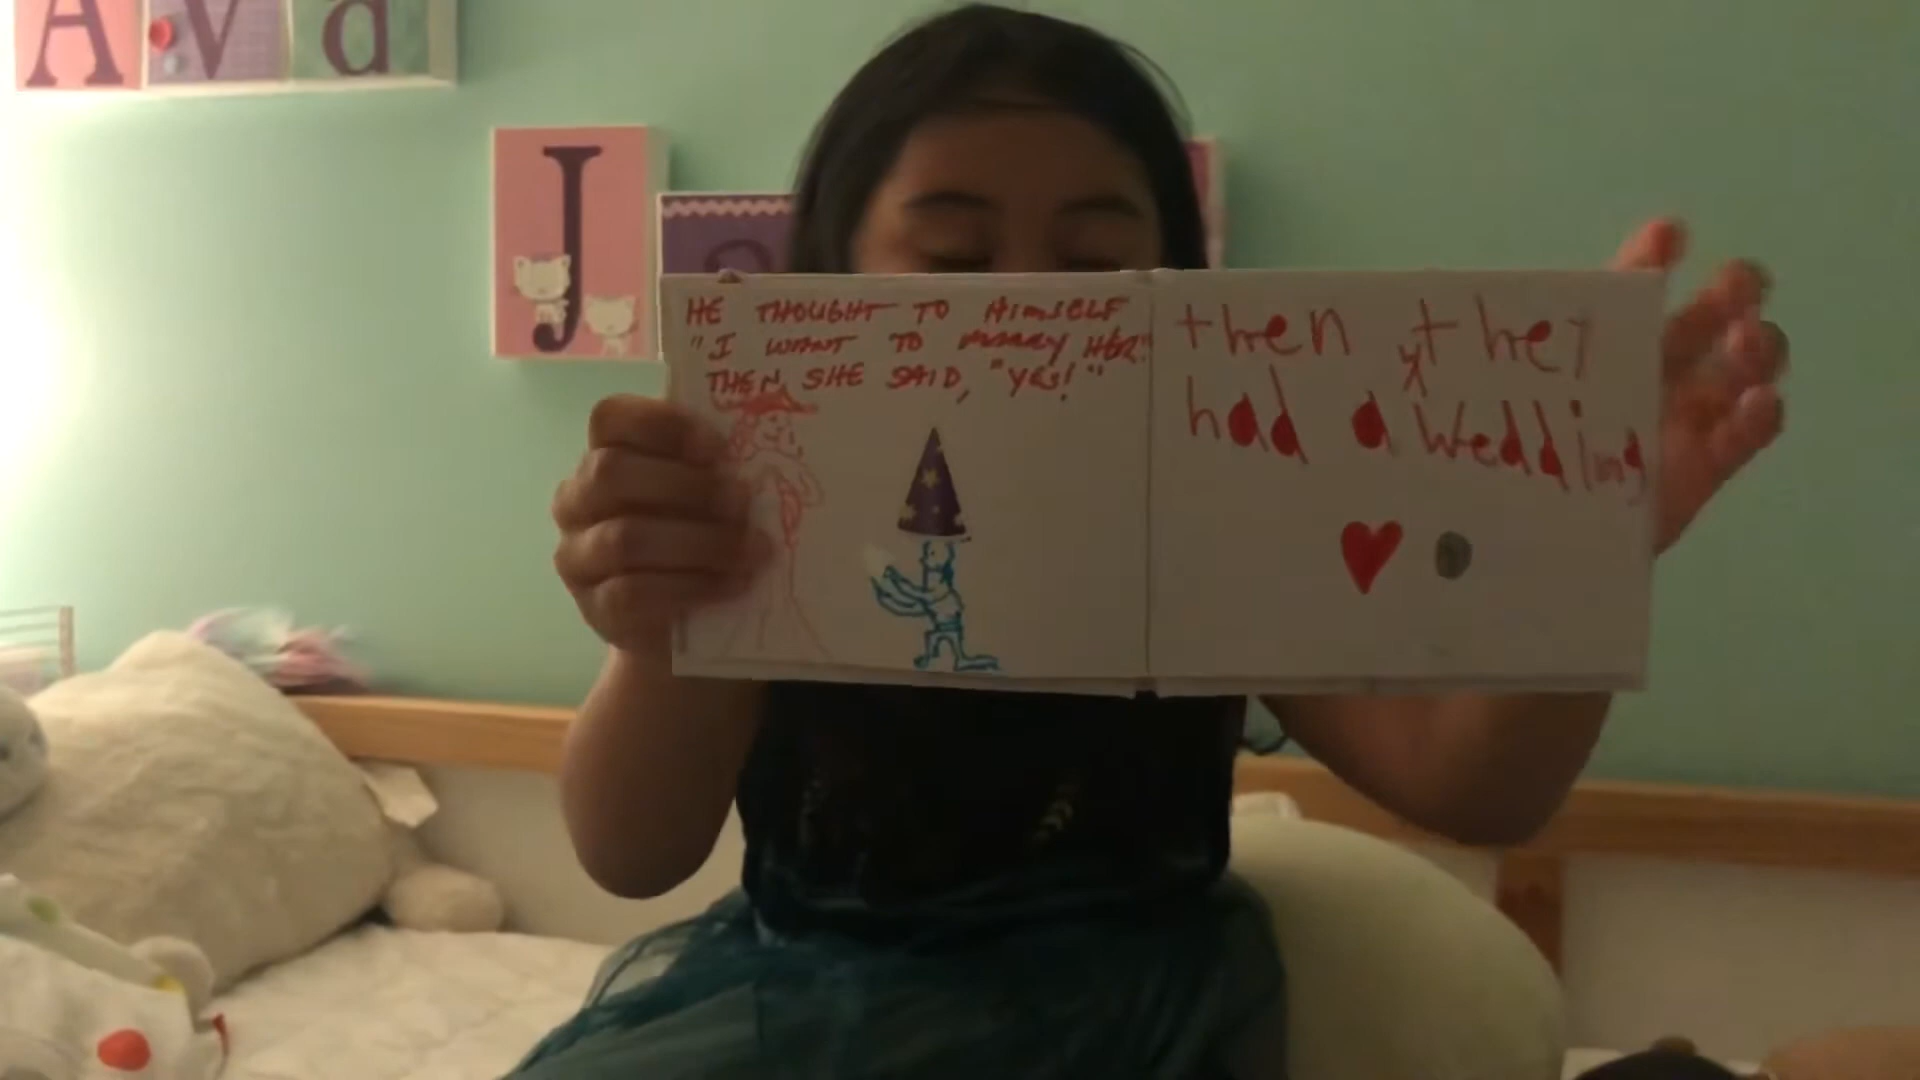 Ava
J
HE THOUGHT TO HIMSELF
"I WANT TO MARRY HER."
THEN SHE SAID, "YES!"
then they
had a wedding